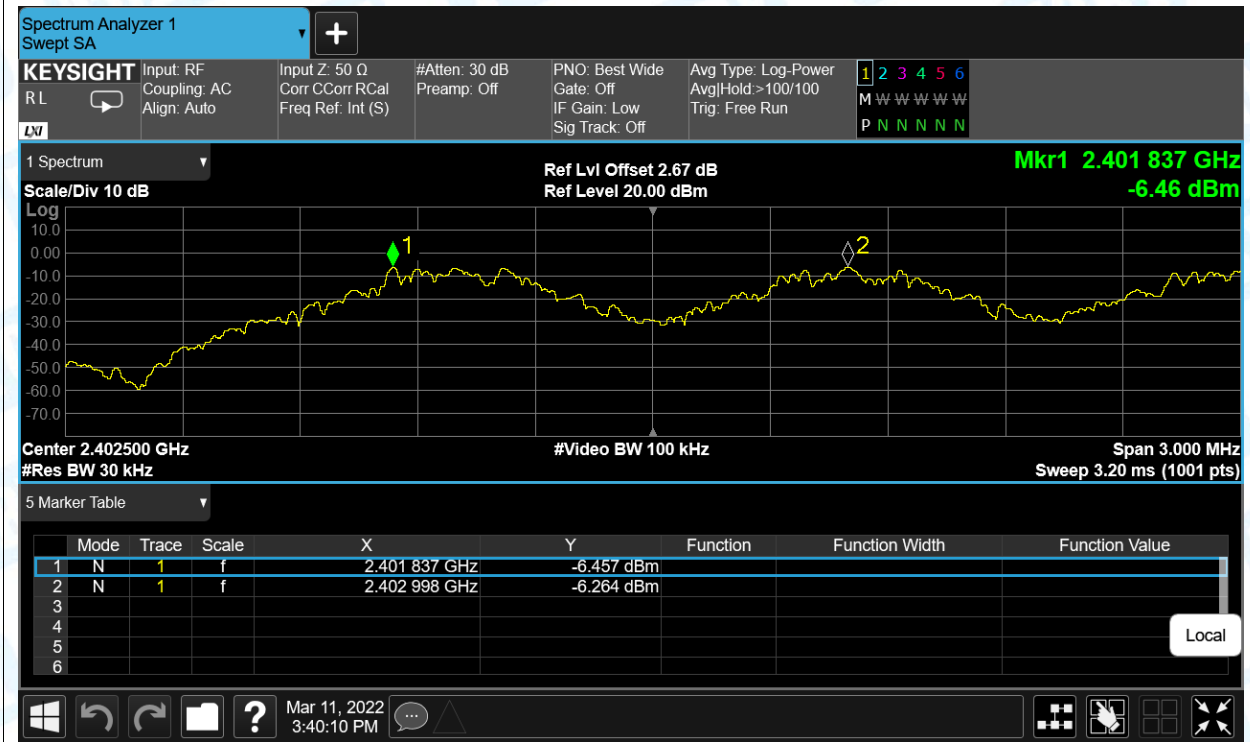 Spectrum Analyzer 1
Swept SA
+
KEYSIGHT
RL
LXI
Input: RF
Coupling: AC
Align: Auto
Input Z: 50 Ω
Corr CCorr RCal
Freq Ref: Int (S)
#Atten: 30 dB
Preamp: Off
PNO: Best Wide
Gate: Off
IF Gain: Low
Sig Track: Off
Avg Type: Log-Power
Avg|Hold:>100/100
Trig: Free Run
1 2 3 4 5 6
M W W W W W W
P N N N N N N
1 Spectrum
Scale/Div 10 dB
Ref Lvl Offset 2.67 dB
Ref Level 20.00 dBm
Mkr1 2.401 837 GHz
-6.46 dBm
Log
10.0
0.00
-10.0
-20.0
-30.0
-40.0
-50.0
-60.0
-70.0
1
2
Center 2.402500 GHz
#Res BW 30 kHz
#Video BW 100 kHz
Span 3.000 MHz
Sweep 3.20 ms (1001 pts)
5 Marker Table
Mode Trace Scale X Y Function Function Width Function Value
1 N 1 f 2.401 837 GHz -6.457 dBm
2 N 1 f 2.402 998 GHz -6.264 dBm
3
4
5
6
Local
?
Mar 11, 2022
3:40:10 PM